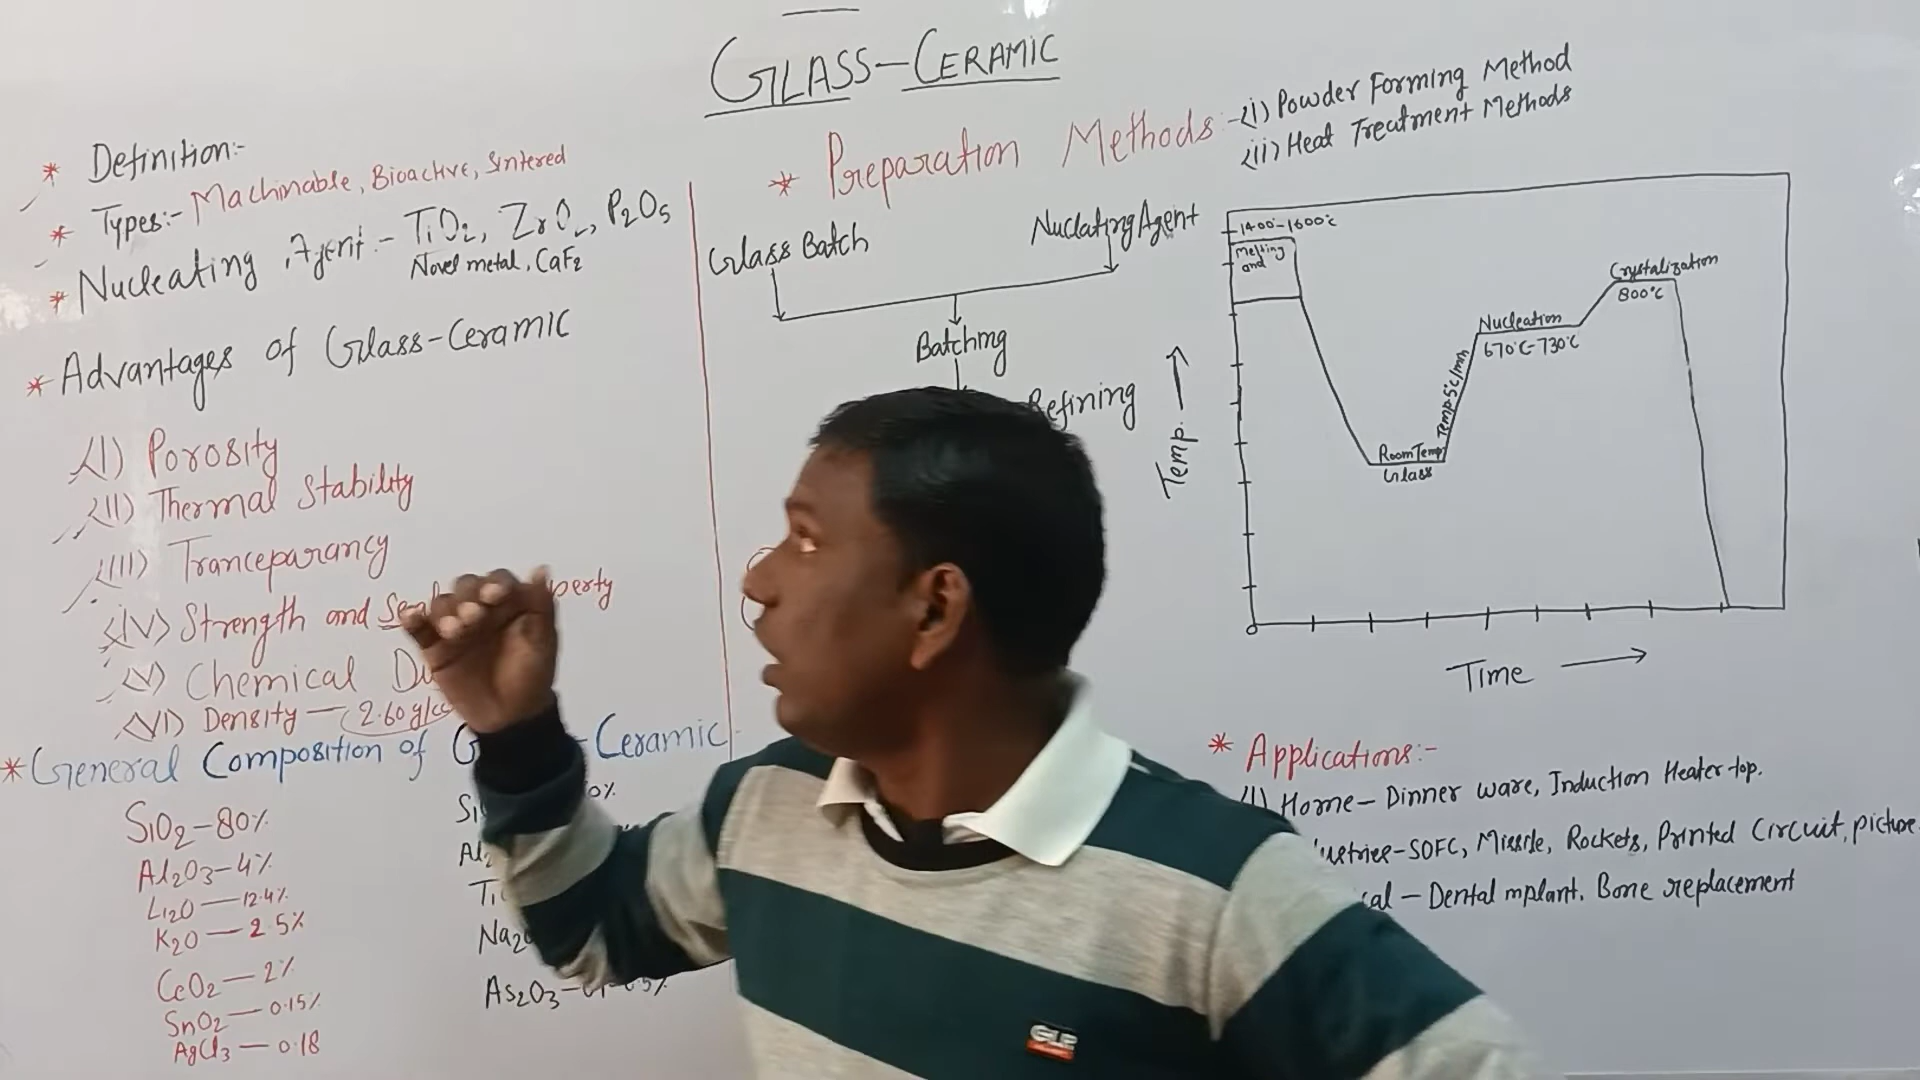 GLASS-CERAMIC
* Definition:-
* Types:- Machinable, Bioactive, Sintered
* Nucleating Agent:- TiO2, ZrO2, P2O5
Novel metal, CaF2
* Advantages of Glass-Ceramic
(I) Porosity
(II) Thermal Stability
(III) Tranceparancy
(IV) Strength and
(V) Chemical
(VI) Density - 2.60 g/cc
* General Composition of Ceramic
SiO2-80%
Al2O3-4%
Li2O-12.4%
K2O-2.5%
CeO2-2%
SnO2-0.15%
AgCl3-0.18
As2O3
* Preparation Methods:-
(i) Powder Forming Method
(ii) Heat Treatment Methods
Glass Batch
Nuclating Agent
Batching
Refining
Temp.
1400-1600°C
Melting
and
Room Temp
Glass
Temp-5°C/min
Nucleation
670°C-730°C
Crystalization
800°C
0
Time
* Applications:-
(I) Home- Dinner ware, Induction Heater top.
SOFC, Missile, Rockets, Printed Circuit, picture
- Dental mplant. Bone replacement
GLP